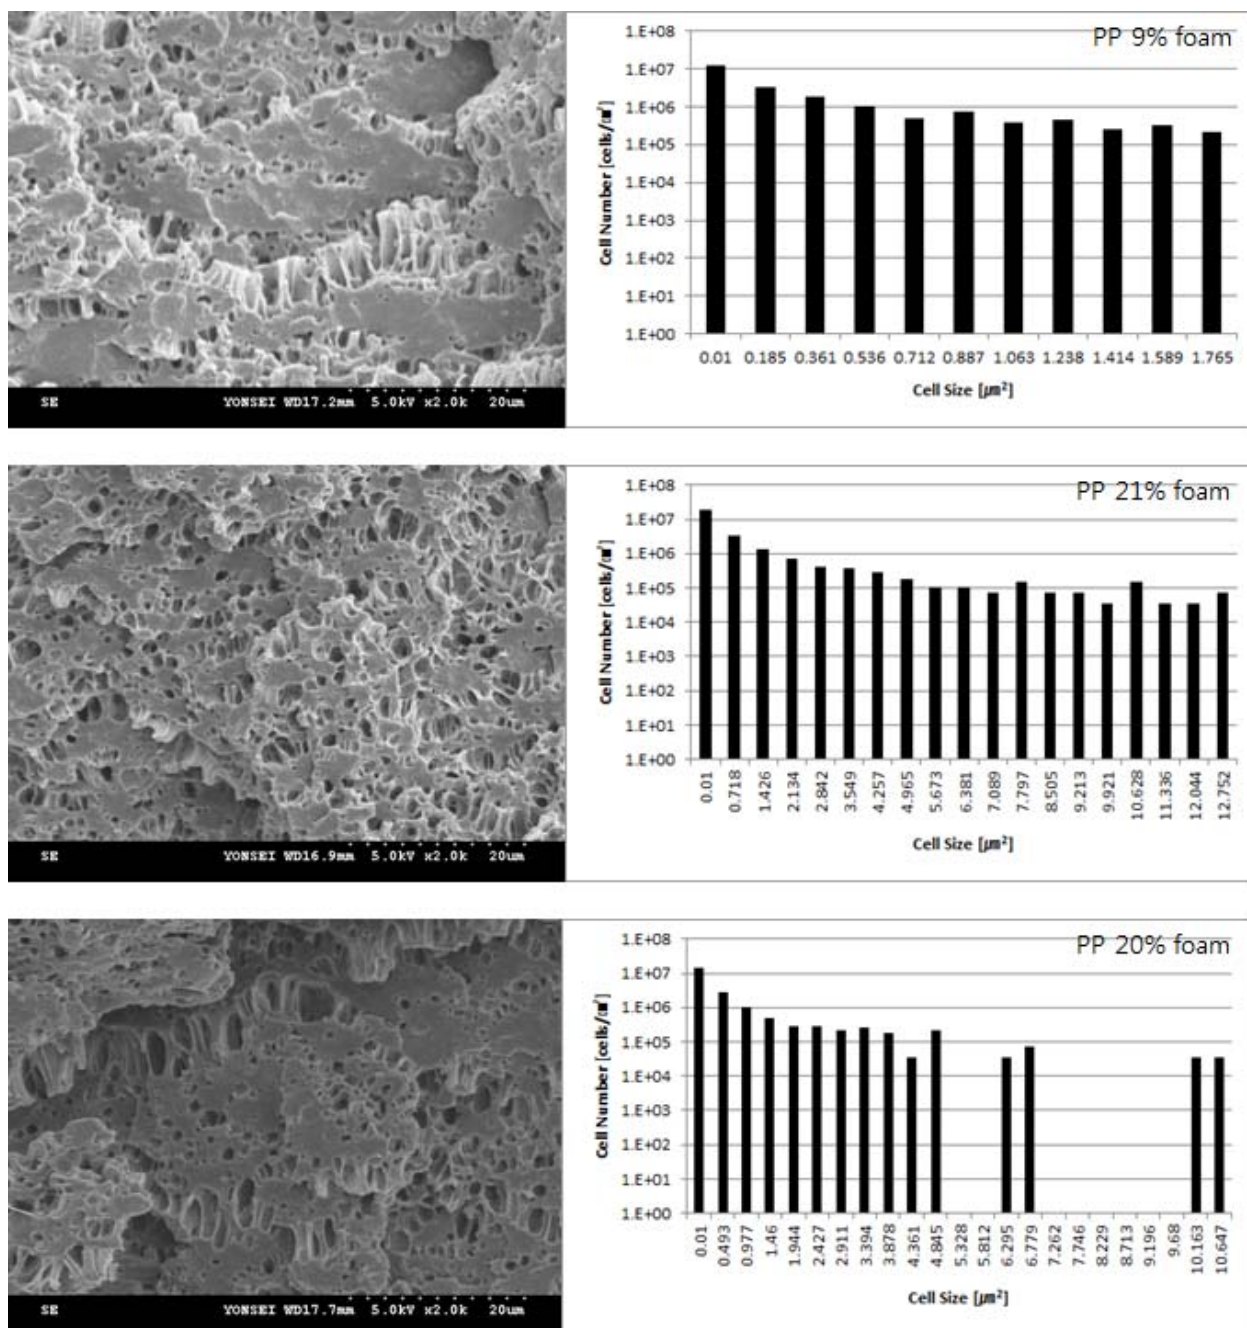 PP 9% foam
1.E+08
1.E+07
1.E+06
1.E+05
1.E+04
1.E+03
1.E+02
1.E+01
1.E+00
Cell Number [cells/㎠]
0.01 0.185 0.361 0.536 0.712 0.887 1.063 1.238 1.414 1.589 1.765
Cell Size [㎛²]
SE YONSEI WD17.2mm 5.0kV x2.0k 20um
PP 21% foam
1.E+08
1.E+07
1.E+06
1.E+05
1.E+04
1.E+03
1.E+02
1.E+01
1.E+00
Cell Number [cells/㎠]
0.01 0.718 1.426 2.134 2.842 3.549 4.257 4.965 5.673 6.381 7.089 7.797 8.505 9.213 9.921 10.628 11.336 12.044 12.752
Cell Size [㎛²]
SE YONSEI WD16.9mm 5.0kV x2.0k 20um
PP 20% foam
1.E+08
1.E+07
1.E+06
1.E+05
1.E+04
1.E+03
1.E+02
1.E+01
1.E+00
Cell Number [cells/㎠]
0.01 0.493 0.977 1.46 1.944 2.427 2.911 3.394 3.878 4.361 4.845 5.328 5.812 6.295 6.779 7.262 7.746 8.229 8.713 9.196 9.68 10.163 10.647
Cell Size [㎛²]
SE YONSEI WD17.7mm 5.0kV x2.0k 20um